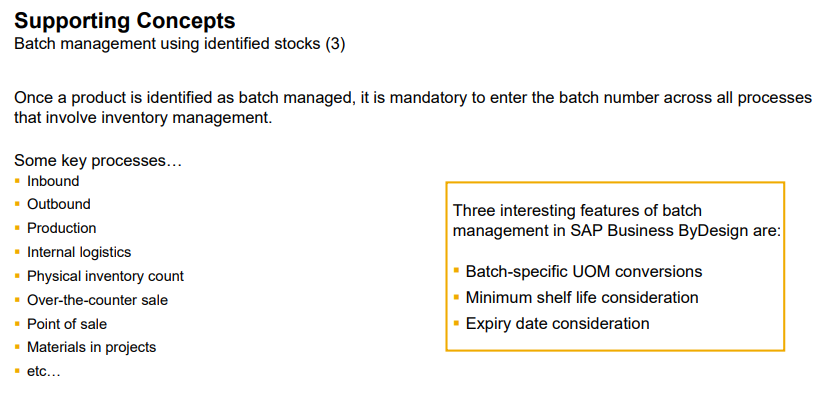 Supporting Concepts
Batch management using identified stocks (3)
Once a product is identified as batch managed, it is mandatory to enter the batch number across all processes
that involve inventory management.
Some key processes…
Inbound
Outbound
Production
Internal logistics
Physical inventory count
Over-the-counter sale
Point of sale
Materials in projects
etc…
Three interesting features of batch
management in SAP Business ByDesign are:
Batch-specific UOM conversions
Minimum shelf life consideration
Expiry date consideration